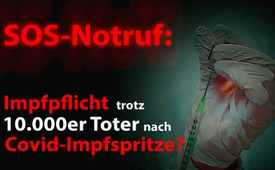 SOS-Notruf:
Impfpflicht trotz
10.000er Toter nach
Covid-Impfspritze?